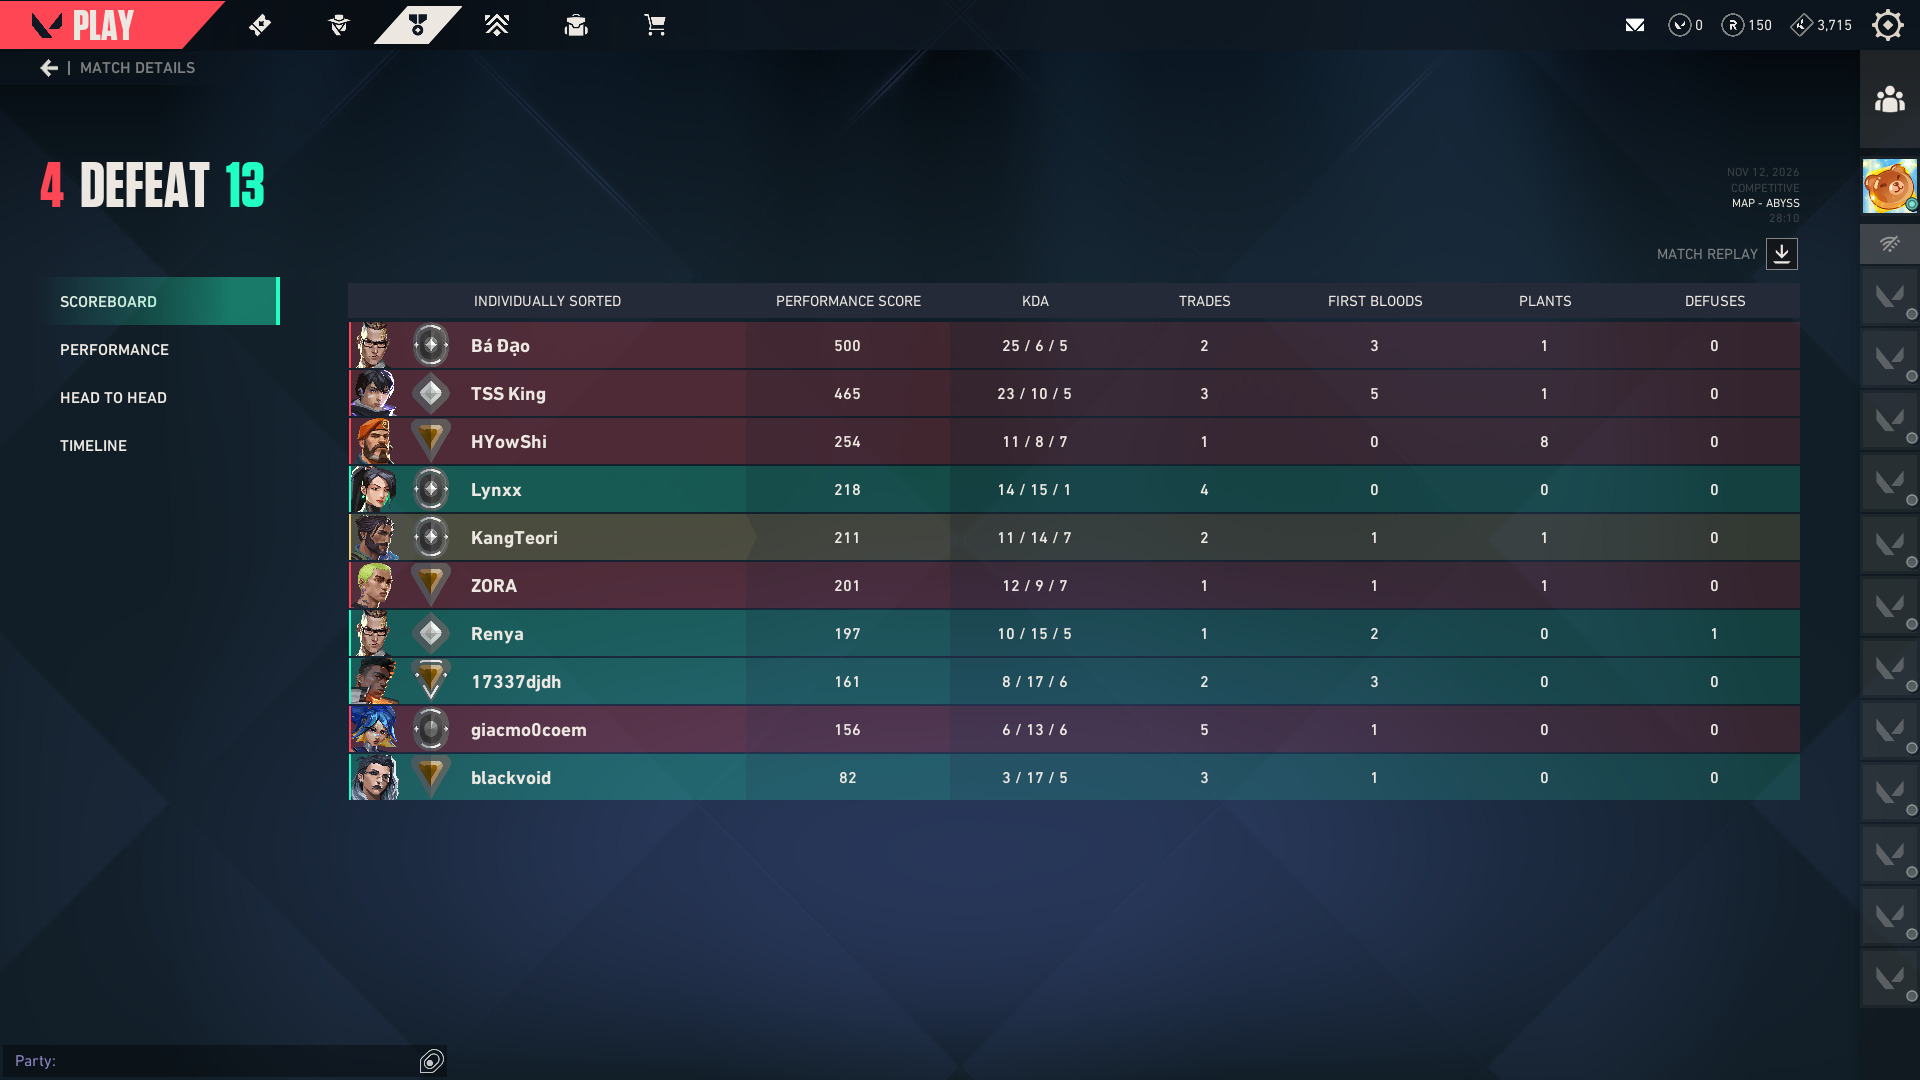 PLAY
0
R 150
3,715
| MATCH DETAILS
4 DEFEAT 13
NOV 12, 2026
COMPETITIVE
MAP - ABYSS
28:10
MATCH REPLAY
SCOREBOARD
PERFORMANCE
HEAD TO HEAD
TIMELINE
INDIVIDUALLY SORTED PERFORMANCE SCORE KDA TRADES FIRST BLOODS PLANTS DEFUSES
Bá Đạo 500 25 / 6 / 5 2 3 1 0
TSS King 465 23 / 10 / 5 3 5 1 0
HYowShi 254 11 / 8 / 7 1 0 8 0
Lynxx 218 14 / 15 / 1 4 0 0 0
KangTeori 211 11 / 14 / 7 2 1 1 0
ZORA 201 12 / 9 / 7 1 1 1 0
Renya 197 10 / 15 / 5 1 2 0 1
17337djdh 161 8 / 17 / 6 2 3 0 0
giacmo0coem 156 6 / 13 / 6 5 1 0 0
blackvoid 82 3 / 17 / 5 3 1 0 0
Party: